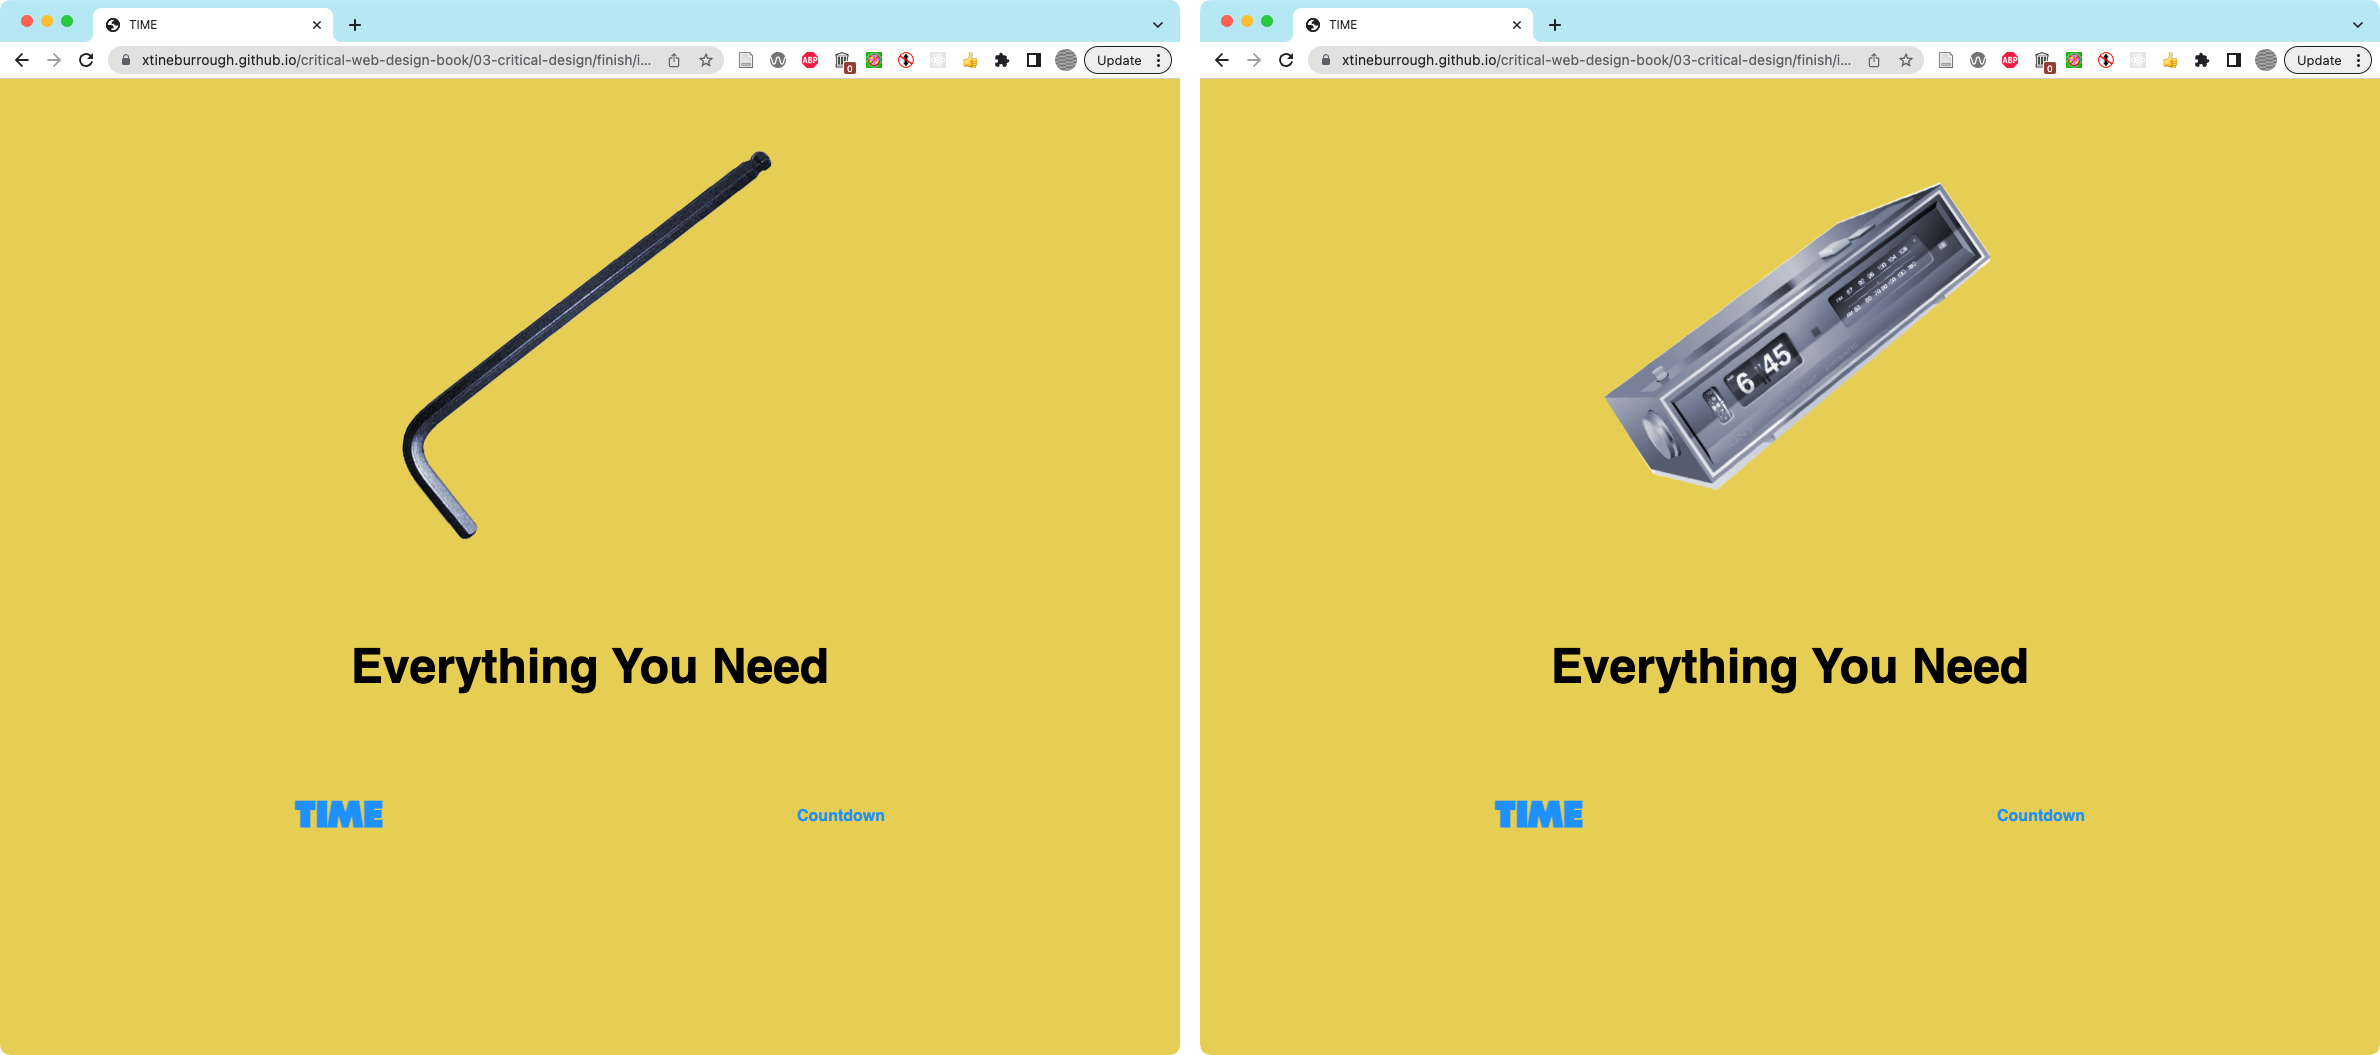 TIME
xtineburrough.github.io/critical-web-design-book/03-critical-design/finish/i...
ABP
0
Update
Everything You Need
TIME
Countdown
TIME
xtineburrough.github.io/critical-web-design-book/03-critical-design/finish/i...
ABP
0
Update
6 45
Everything You Need
TIME
Countdown